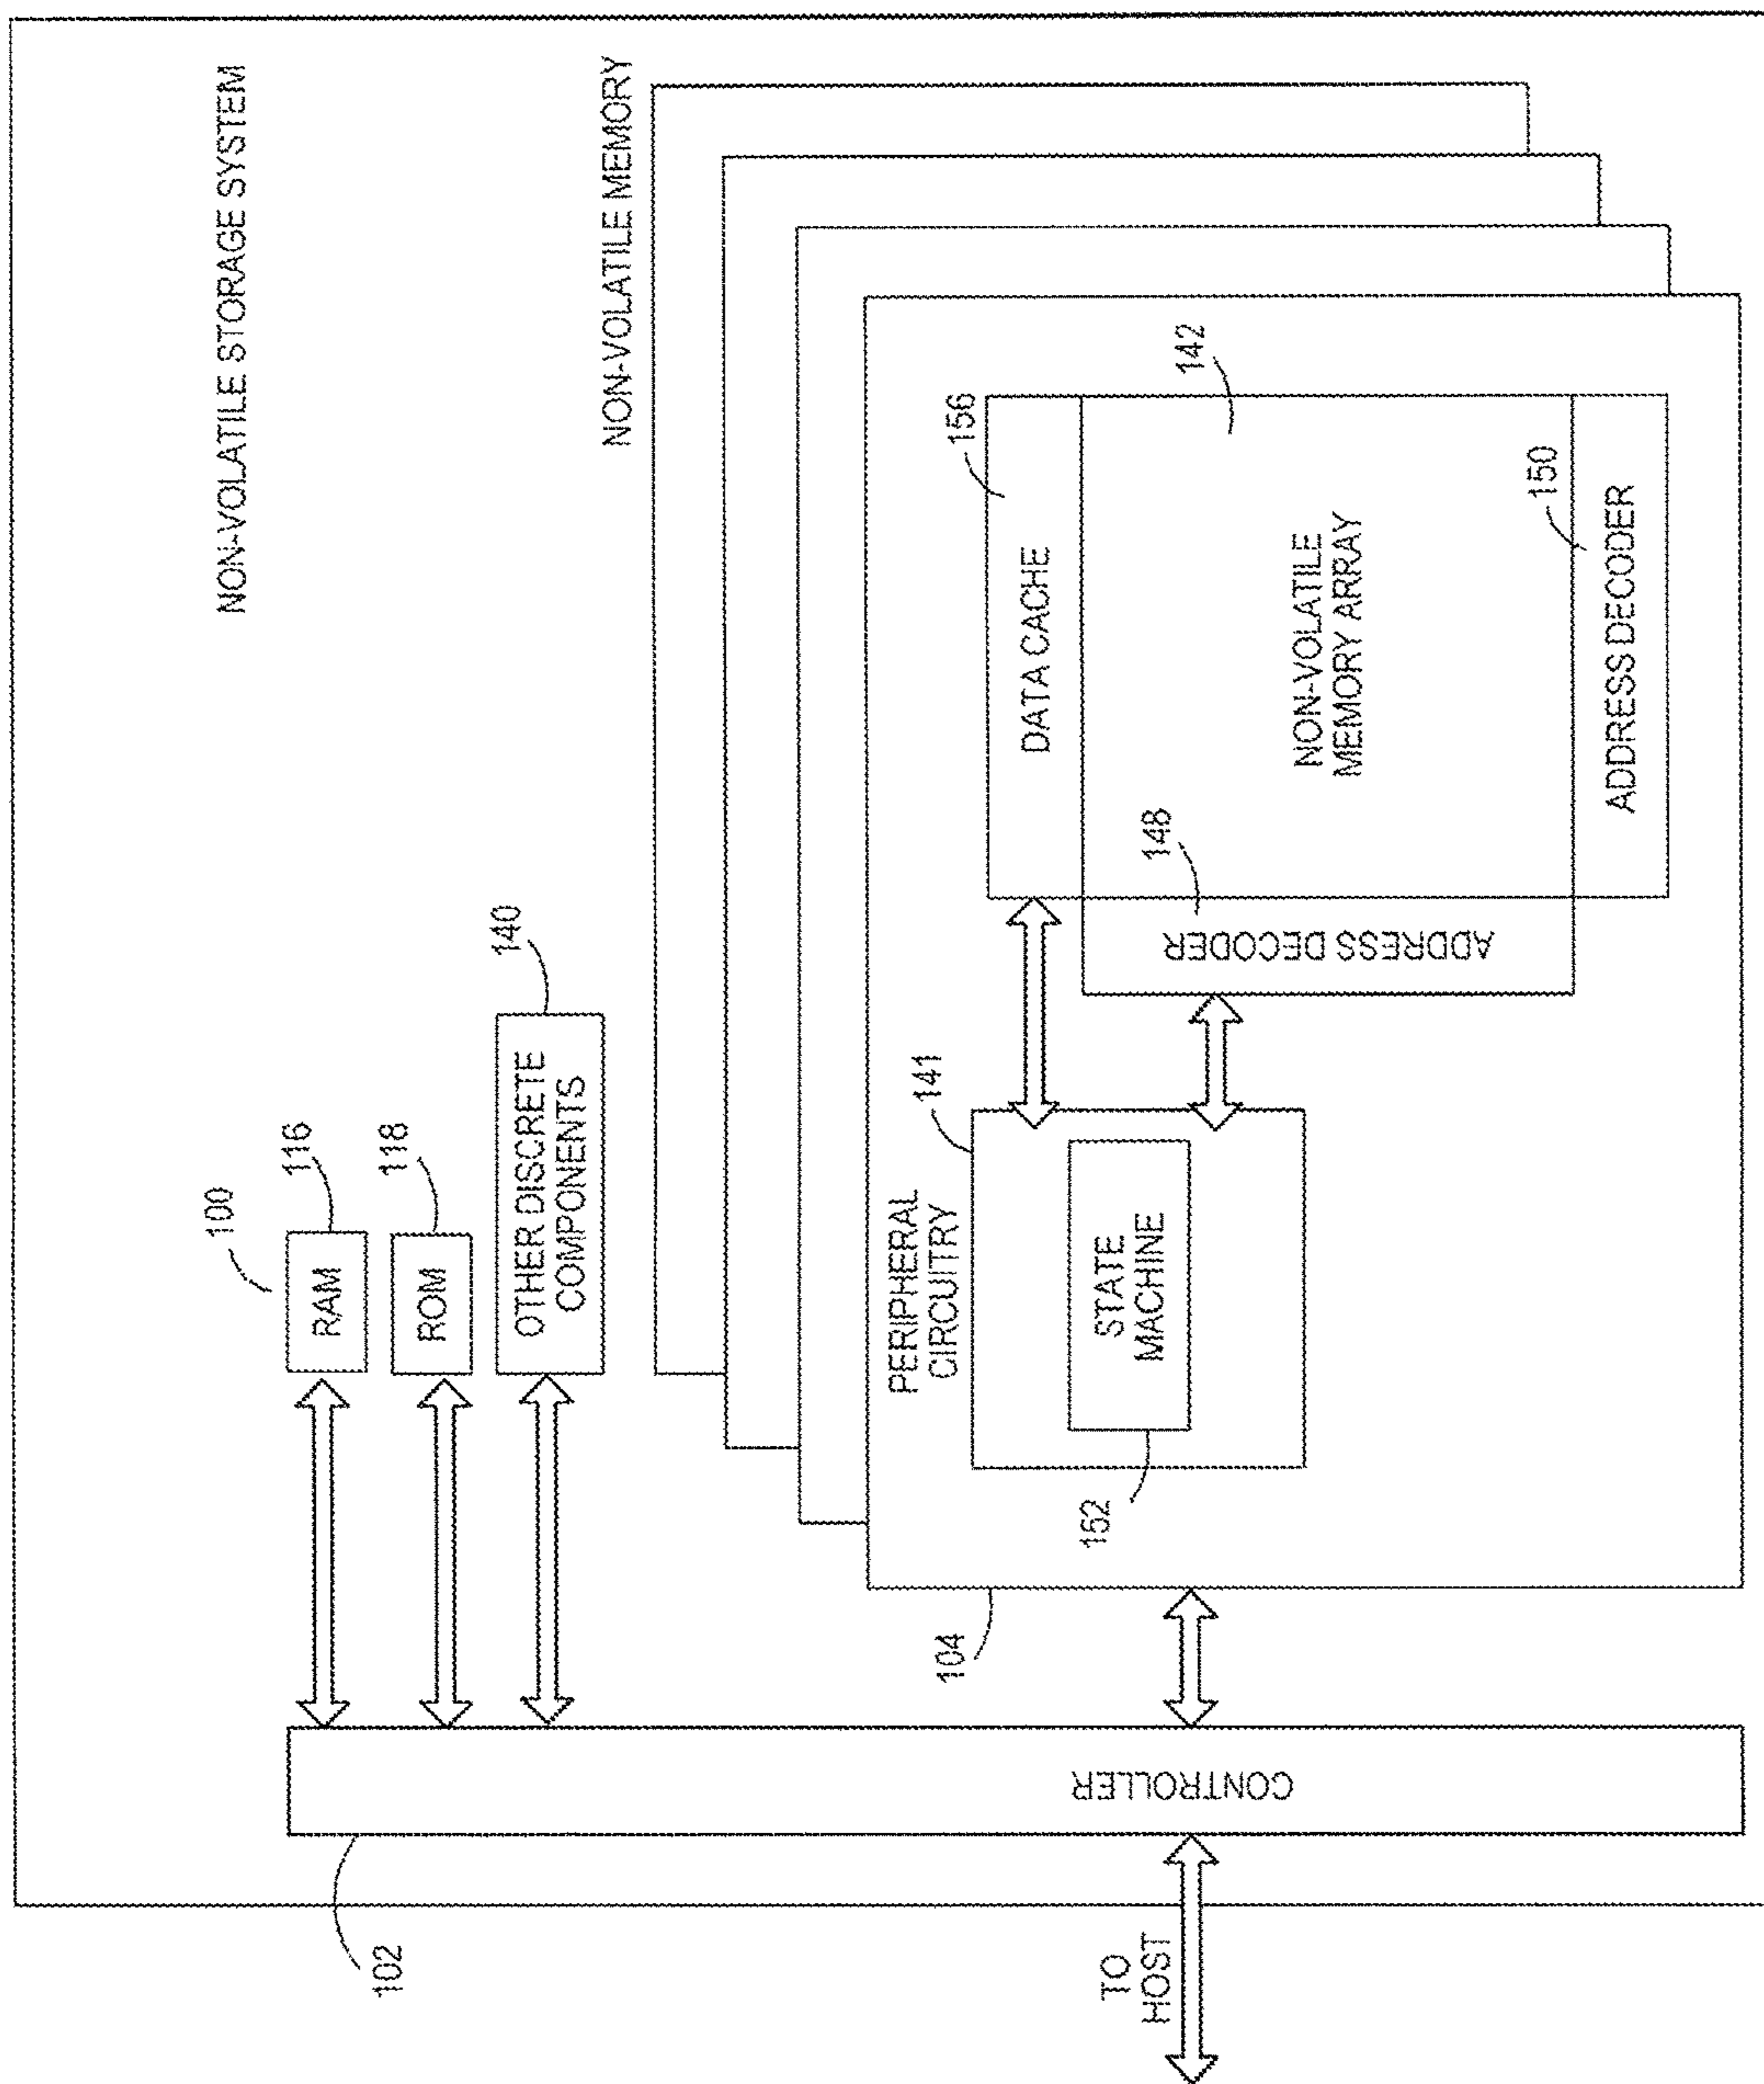 NON-VOLATILE STORAGE SYSTEM
100
RAM
116
ROM
118
OTHER DISCRETE
COMPONENTS
140
NON-VOLATILE MEMORY
102
CONTROLLER
TO
HOST
104
PERIPHERAL
CIRCUITRY
141
STATE
MACHINE
152
DATA CACHE
156
ADDRESS DECODER
148
NON-VOLATILE
MEMORY ARRAY
142
ADDRESS DECODER
150